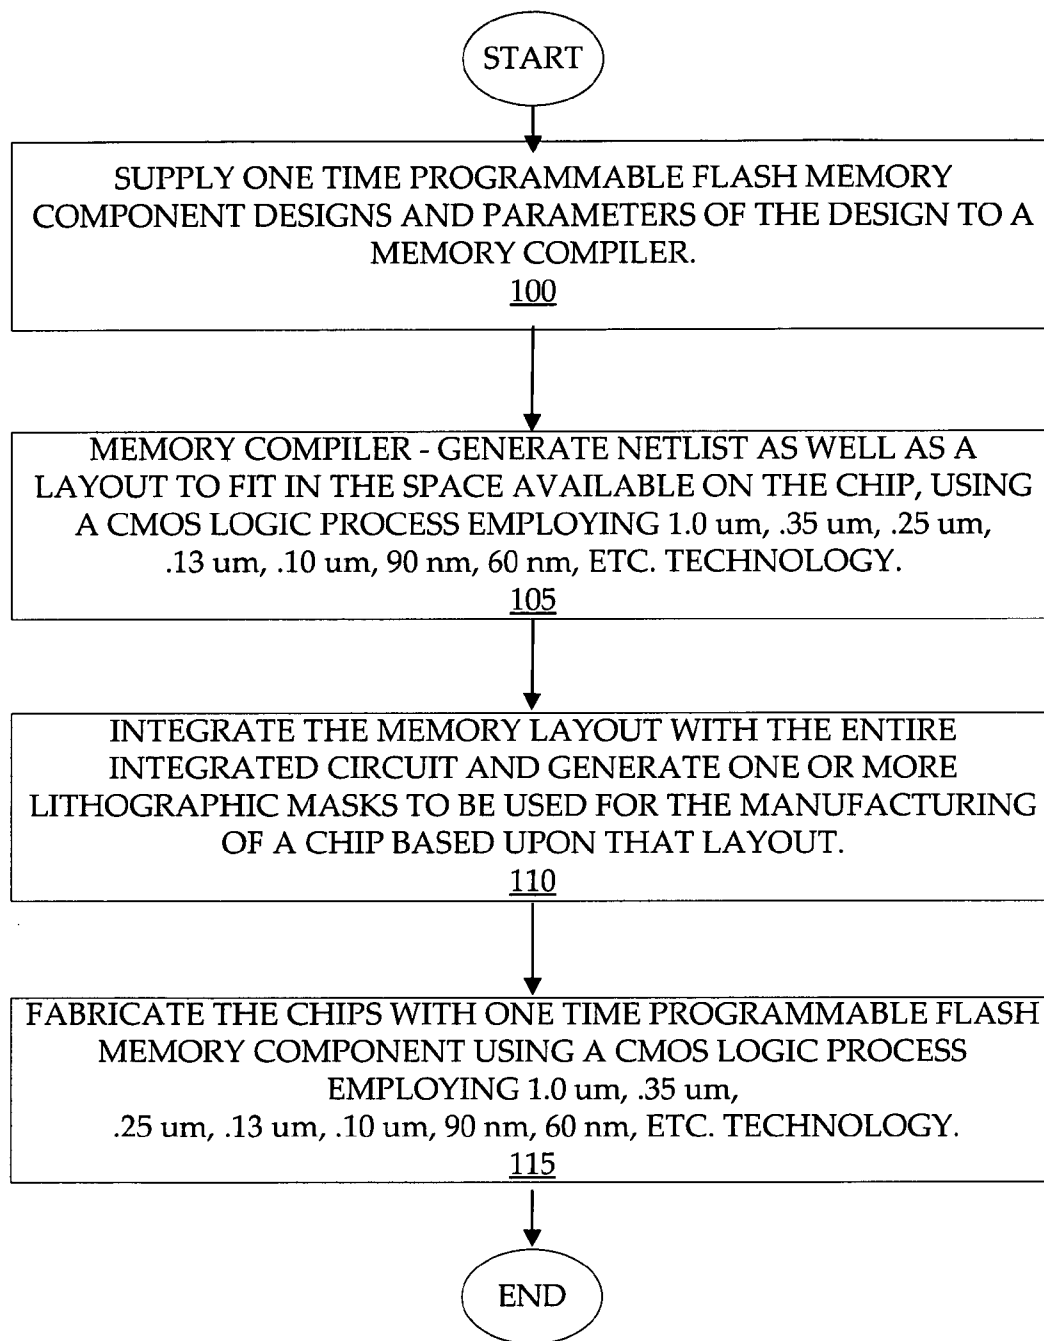 START
SUPPLY ONE TIME PROGRAMMABLE FLASH MEMORY
COMPONENT DESIGNS AND PARAMETERS OF THE DESIGN TO A
MEMORY COMPILER.
100
MEMORY COMPILER - GENERATE NETLIST AS WELL AS A
LAYOUT TO FIT IN THE SPACE AVAILABLE ON THE CHIP, USING
A CMOS LOGIC PROCESS EMPLOYING 1.0 um, .35 um, .25 um,
.13 um, .10 um, 90 nm, 60 nm, ETC. TECHNOLOGY.
105
INTEGRATE THE MEMORY LAYOUT WITH THE ENTIRE
INTEGRATED CIRCUIT AND GENERATE ONE OR MORE
LITHOGRAPHIC MASKS TO BE USED FOR THE MANUFACTURING
OF A CHIP BASED UPON THAT LAYOUT.
110
FABRICATE THE CHIPS WITH ONE TIME PROGRAMMABLE FLASH
MEMORY COMPONENT USING A CMOS LOGIC PROCESS
EMPLOYING 1.0 um, .35 um,
.25 um, .13 um, .10 um, 90 nm, 60 nm, ETC. TECHNOLOGY.
115
END